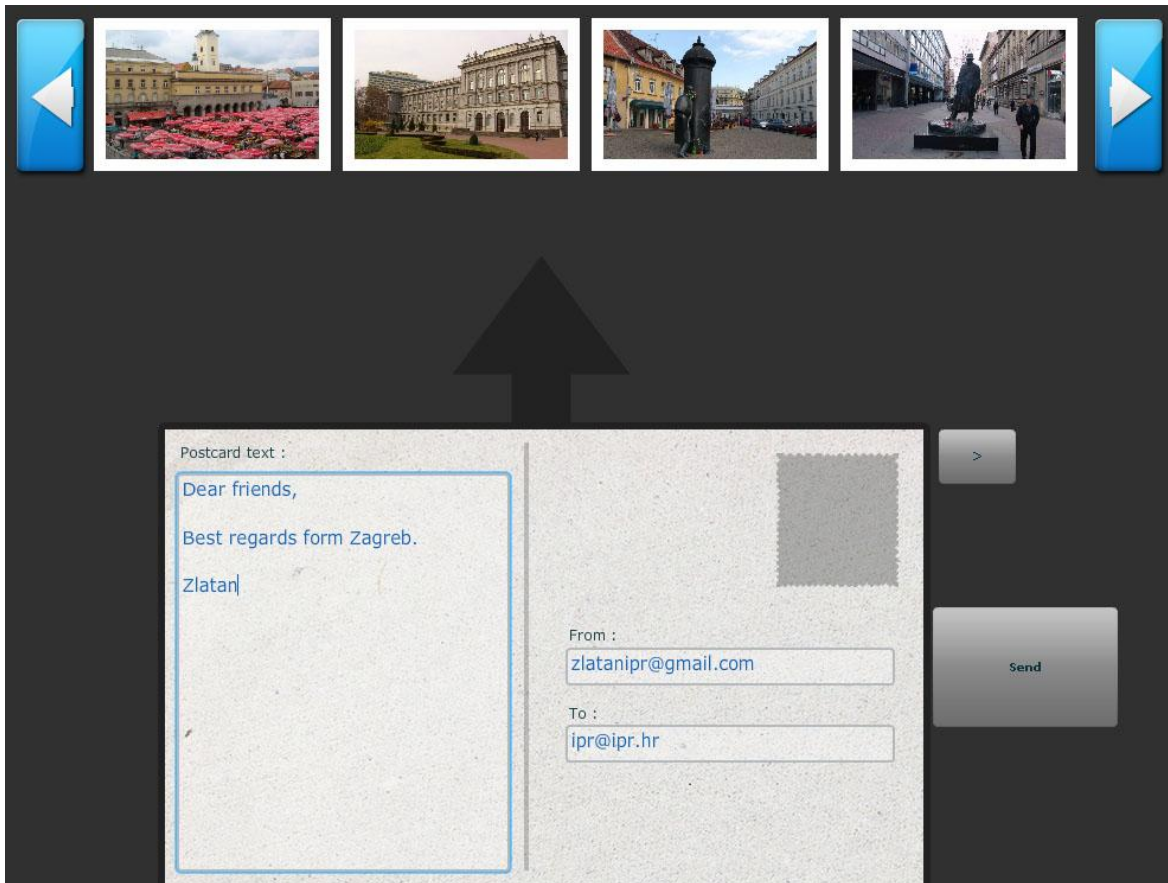 Postcard text :
Dear friends,
Best regards form Zagreb.
Zlatan
>
From :
zlatanipr@gmail.com
Send
To :
ipr@ipr.hr